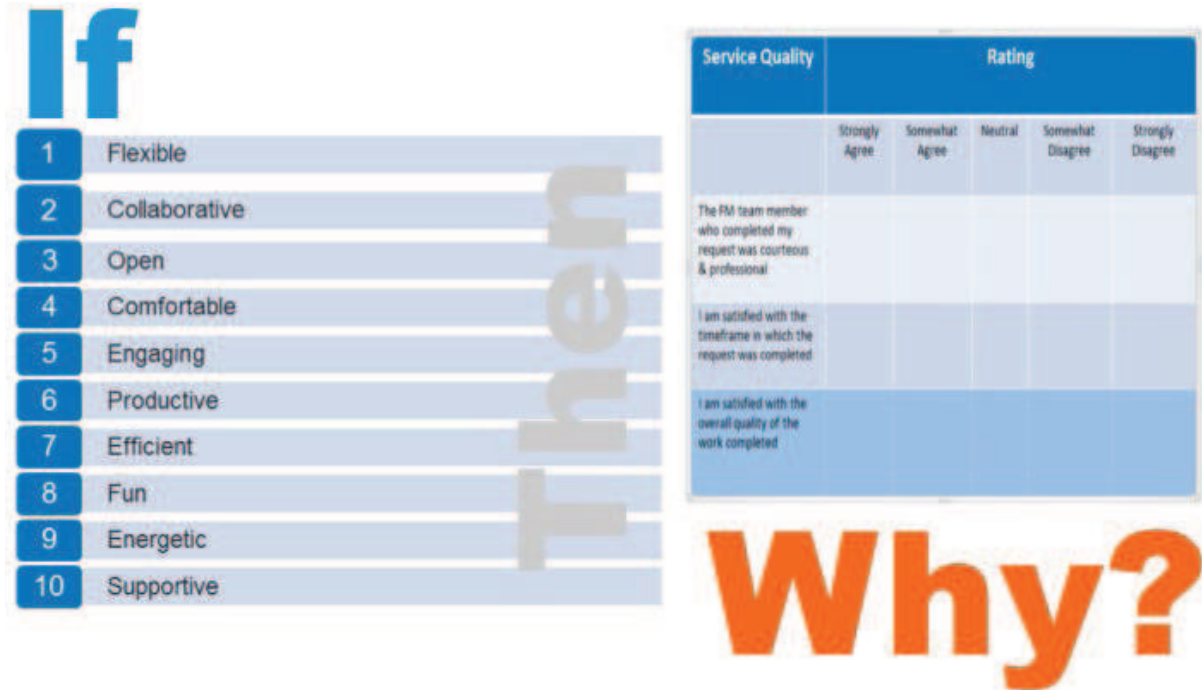 If
1 Flexible
2 Collaborative
3 Open
4 Comfortable
5 Engaging
6 Productive
7 Efficient
8 Fun
9 Energetic
10 Supportive
Then
Service Quality Rating
Strongly Somewhat Neutral Somewhat Strongly
Agree Agree Disagree Disagree
The FM team member
who completed my
request was courteous
& professional
I am satisfied with the
timeframe in which the
request was completed
I am satisfied with the
overall quality of the
work completed
Why?